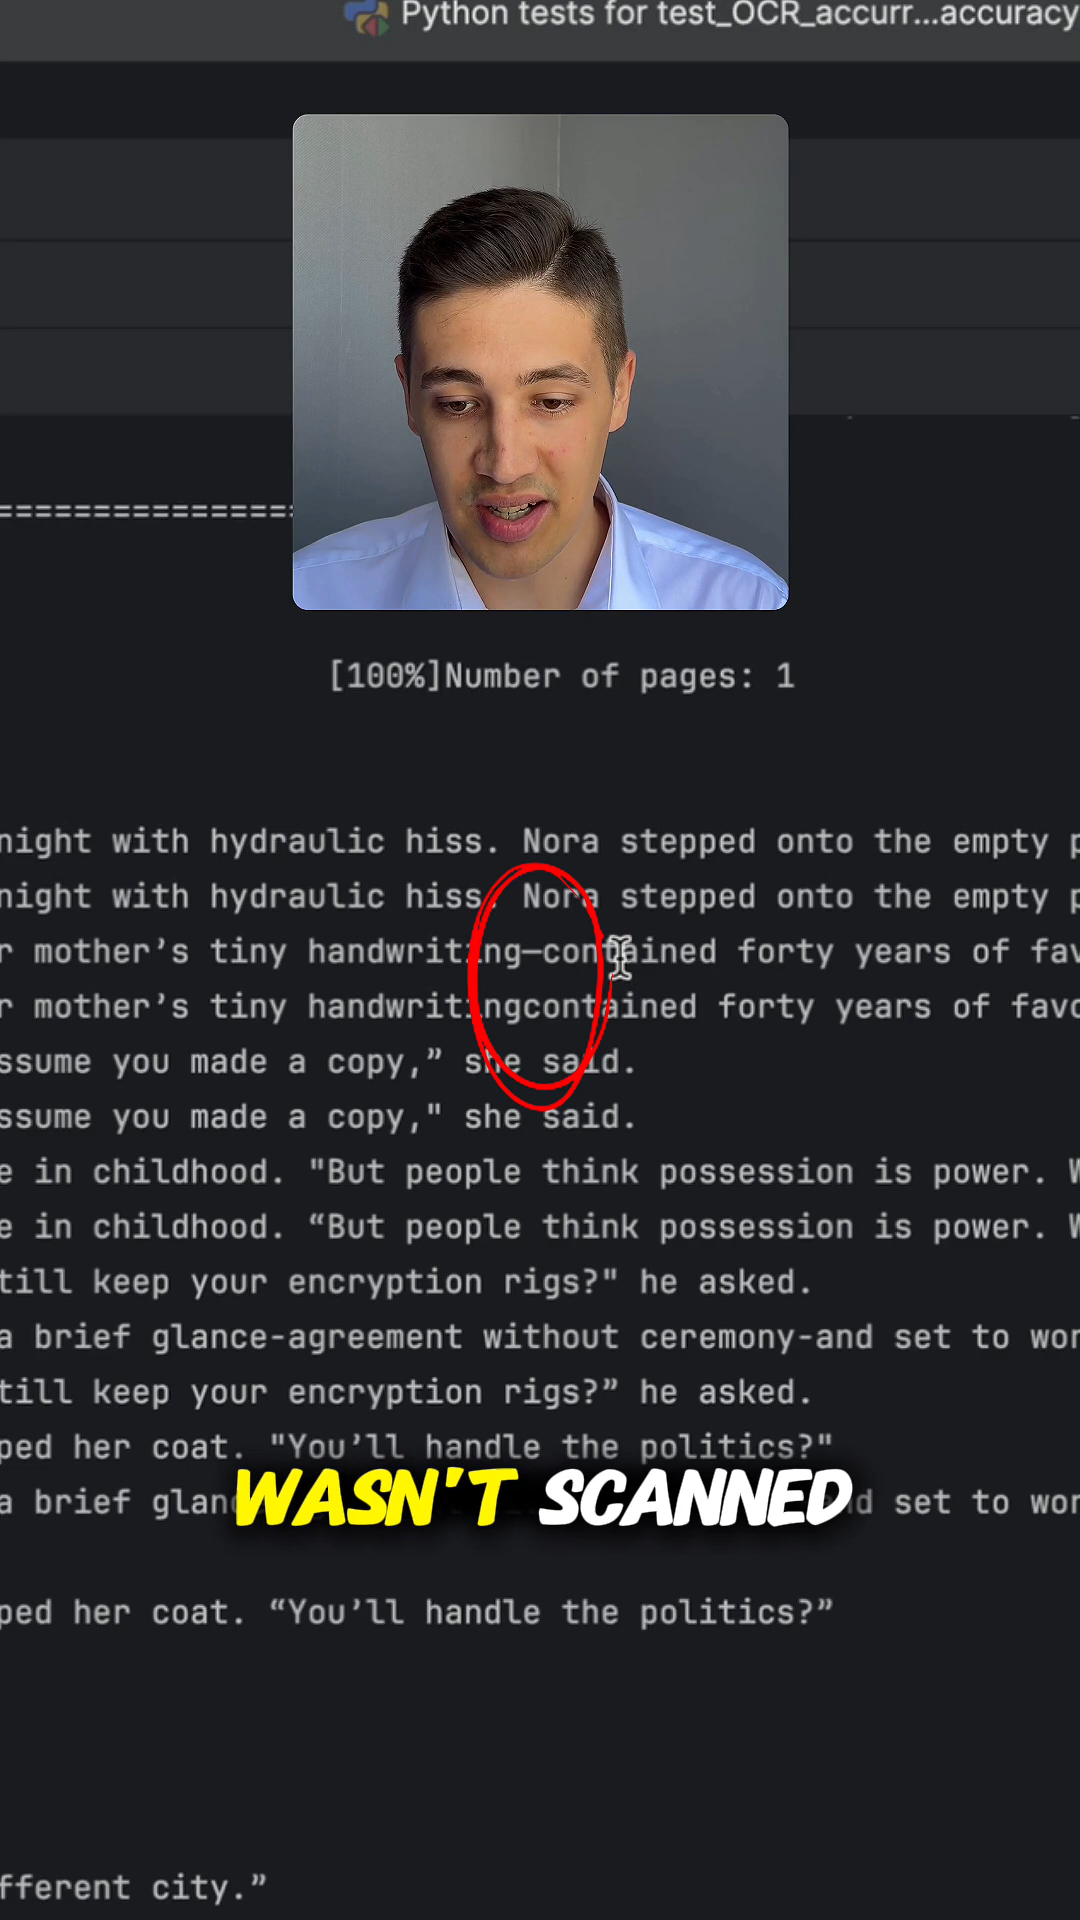 Python tests for test_OCR_accurr...accuracy
==============================
[100%]Number of pages: 1
night with hydraulic hiss. Nora stepped onto the empty p
night with hydraulic hiss. Nora stepped onto the empty p
r mother’s tiny handwriting—contained forty years of fav
r mother’s tiny handwritingcontained forty years of favo
ssume you made a copy,” she said.
ssume you made a copy," she said.
e in childhood. "But people think possession is power. W
e in childhood. “But people think possession is power. W
till keep your encryption rigs?" he asked.
a brief glance-agreement without ceremony-and set to wor
till keep your encryption rigs?” he asked.
ped her coat. "You’ll handle the politics?"
WASN'T SCANNED
a brief glan d set to wor
ped her coat. “You’ll handle the politics?”
fferent city.”